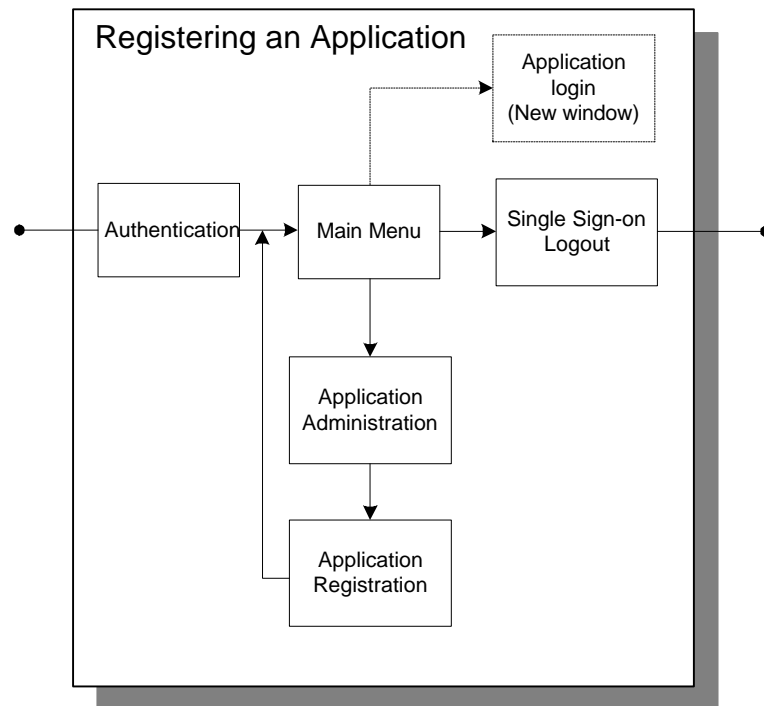 Registering an Application
Application
login
(New window)
Authentication
Main Menu
Single Sign-on
Logout
Application
Administration
Application
Registration